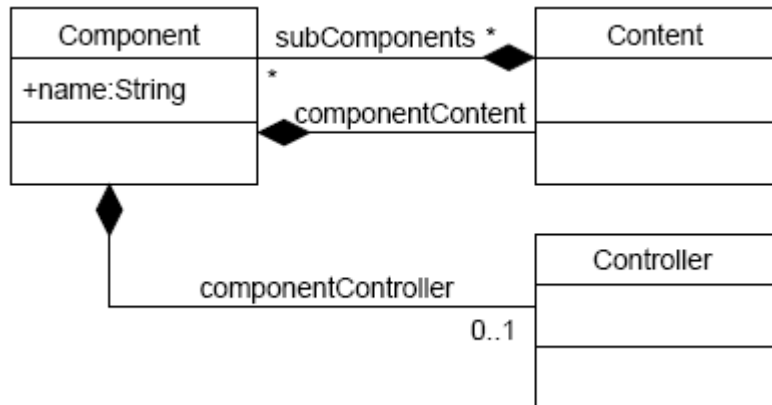 Component
subComponents *
Content
+name:String
*
componentContent
Controller
componentController
0..1